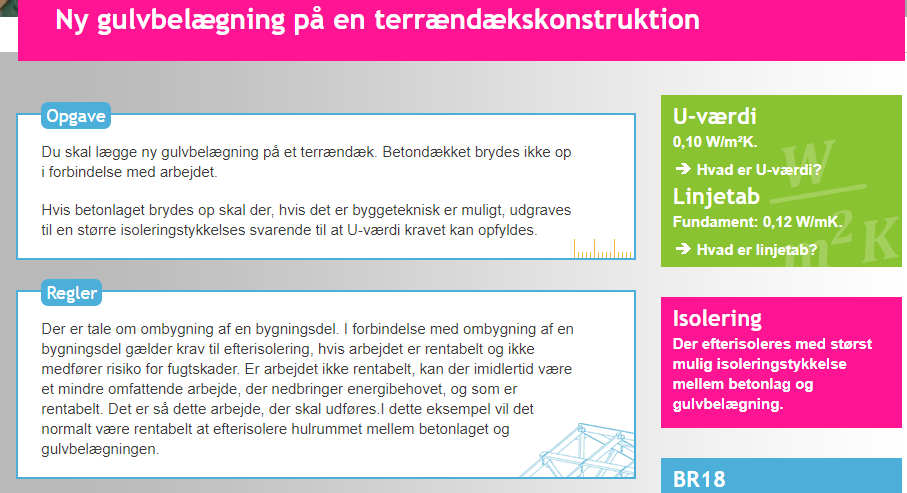 Ny gulvbelægning på en terrændækskonstruktion
Opgave
Du skal lægge ny gulvbelægning på et terrændæk. Betondækket brydes ikke op
i forbindelse med arbejdet.
Hvis betonlaget brydes op skal der, hvis det er byggeteknisk er muligt, udgraves
til en større isoleringstykkelses svarende til at U-værdi kravet kan opfyldes.
Regler
Der er tale om ombygning af en bygningsdel. I forbindelse med ombygning af en
bygningsdel gælder krav til efterisolering, hvis arbejdet er rentabelt og ikke
medfører risiko for fugtskader. Er arbejdet ikke rentabelt, kan der imidlertid være
et mindre omfattende arbejde, der nedbringer energibehovet, og som er
rentabelt. Det er så dette arbejde, der skal udføres.I dette eksempel vil det
normalt være rentabelt at efterisolere hulrummet mellem betonlaget og
gulvbelægningen.
U-værdi
0,10 W/m²K.
→ Hvad er U-værdi?
Linjetab
Fundament: 0,12 W/mK.
→ Hvad er linjetab?
W
m² K
Isolering
Der efterisoleres med størst
mulig isoleringstykkelse
mellem betonlag og
gulvbelægning.
BR18